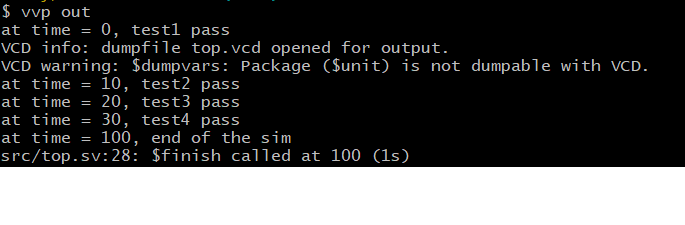 $ vvp out
at time = 0, test1 pass
VCD info: dumpfile top.vcd opened for output.
VCD warning: $dumpvars: Package ($unit) is not dumpable with VCD.
at time = 10, test2 pass
at time = 20, test3 pass
at time = 30, test4 pass
at time = 100, end of the sim
src/top.sv:28: $finish called at 100 (1s)